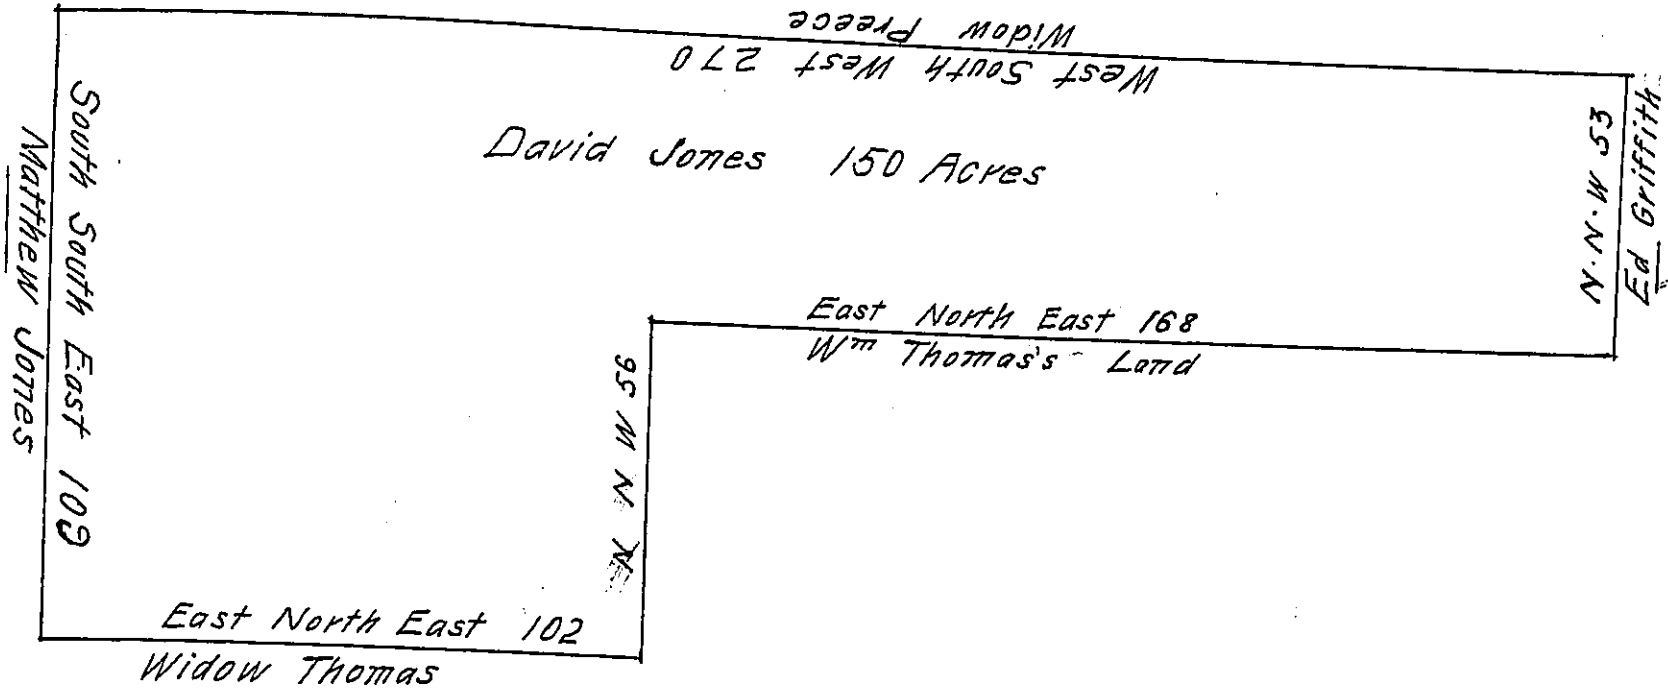 Widow Preece
West South West 270
David Jones 150 Acres
South South East 109
Matthew Jones
N·N·W 53
Ed Griffith
East North East 168
Wm Thomas's Land
N N W 56
East North East 102
Widow Thomas